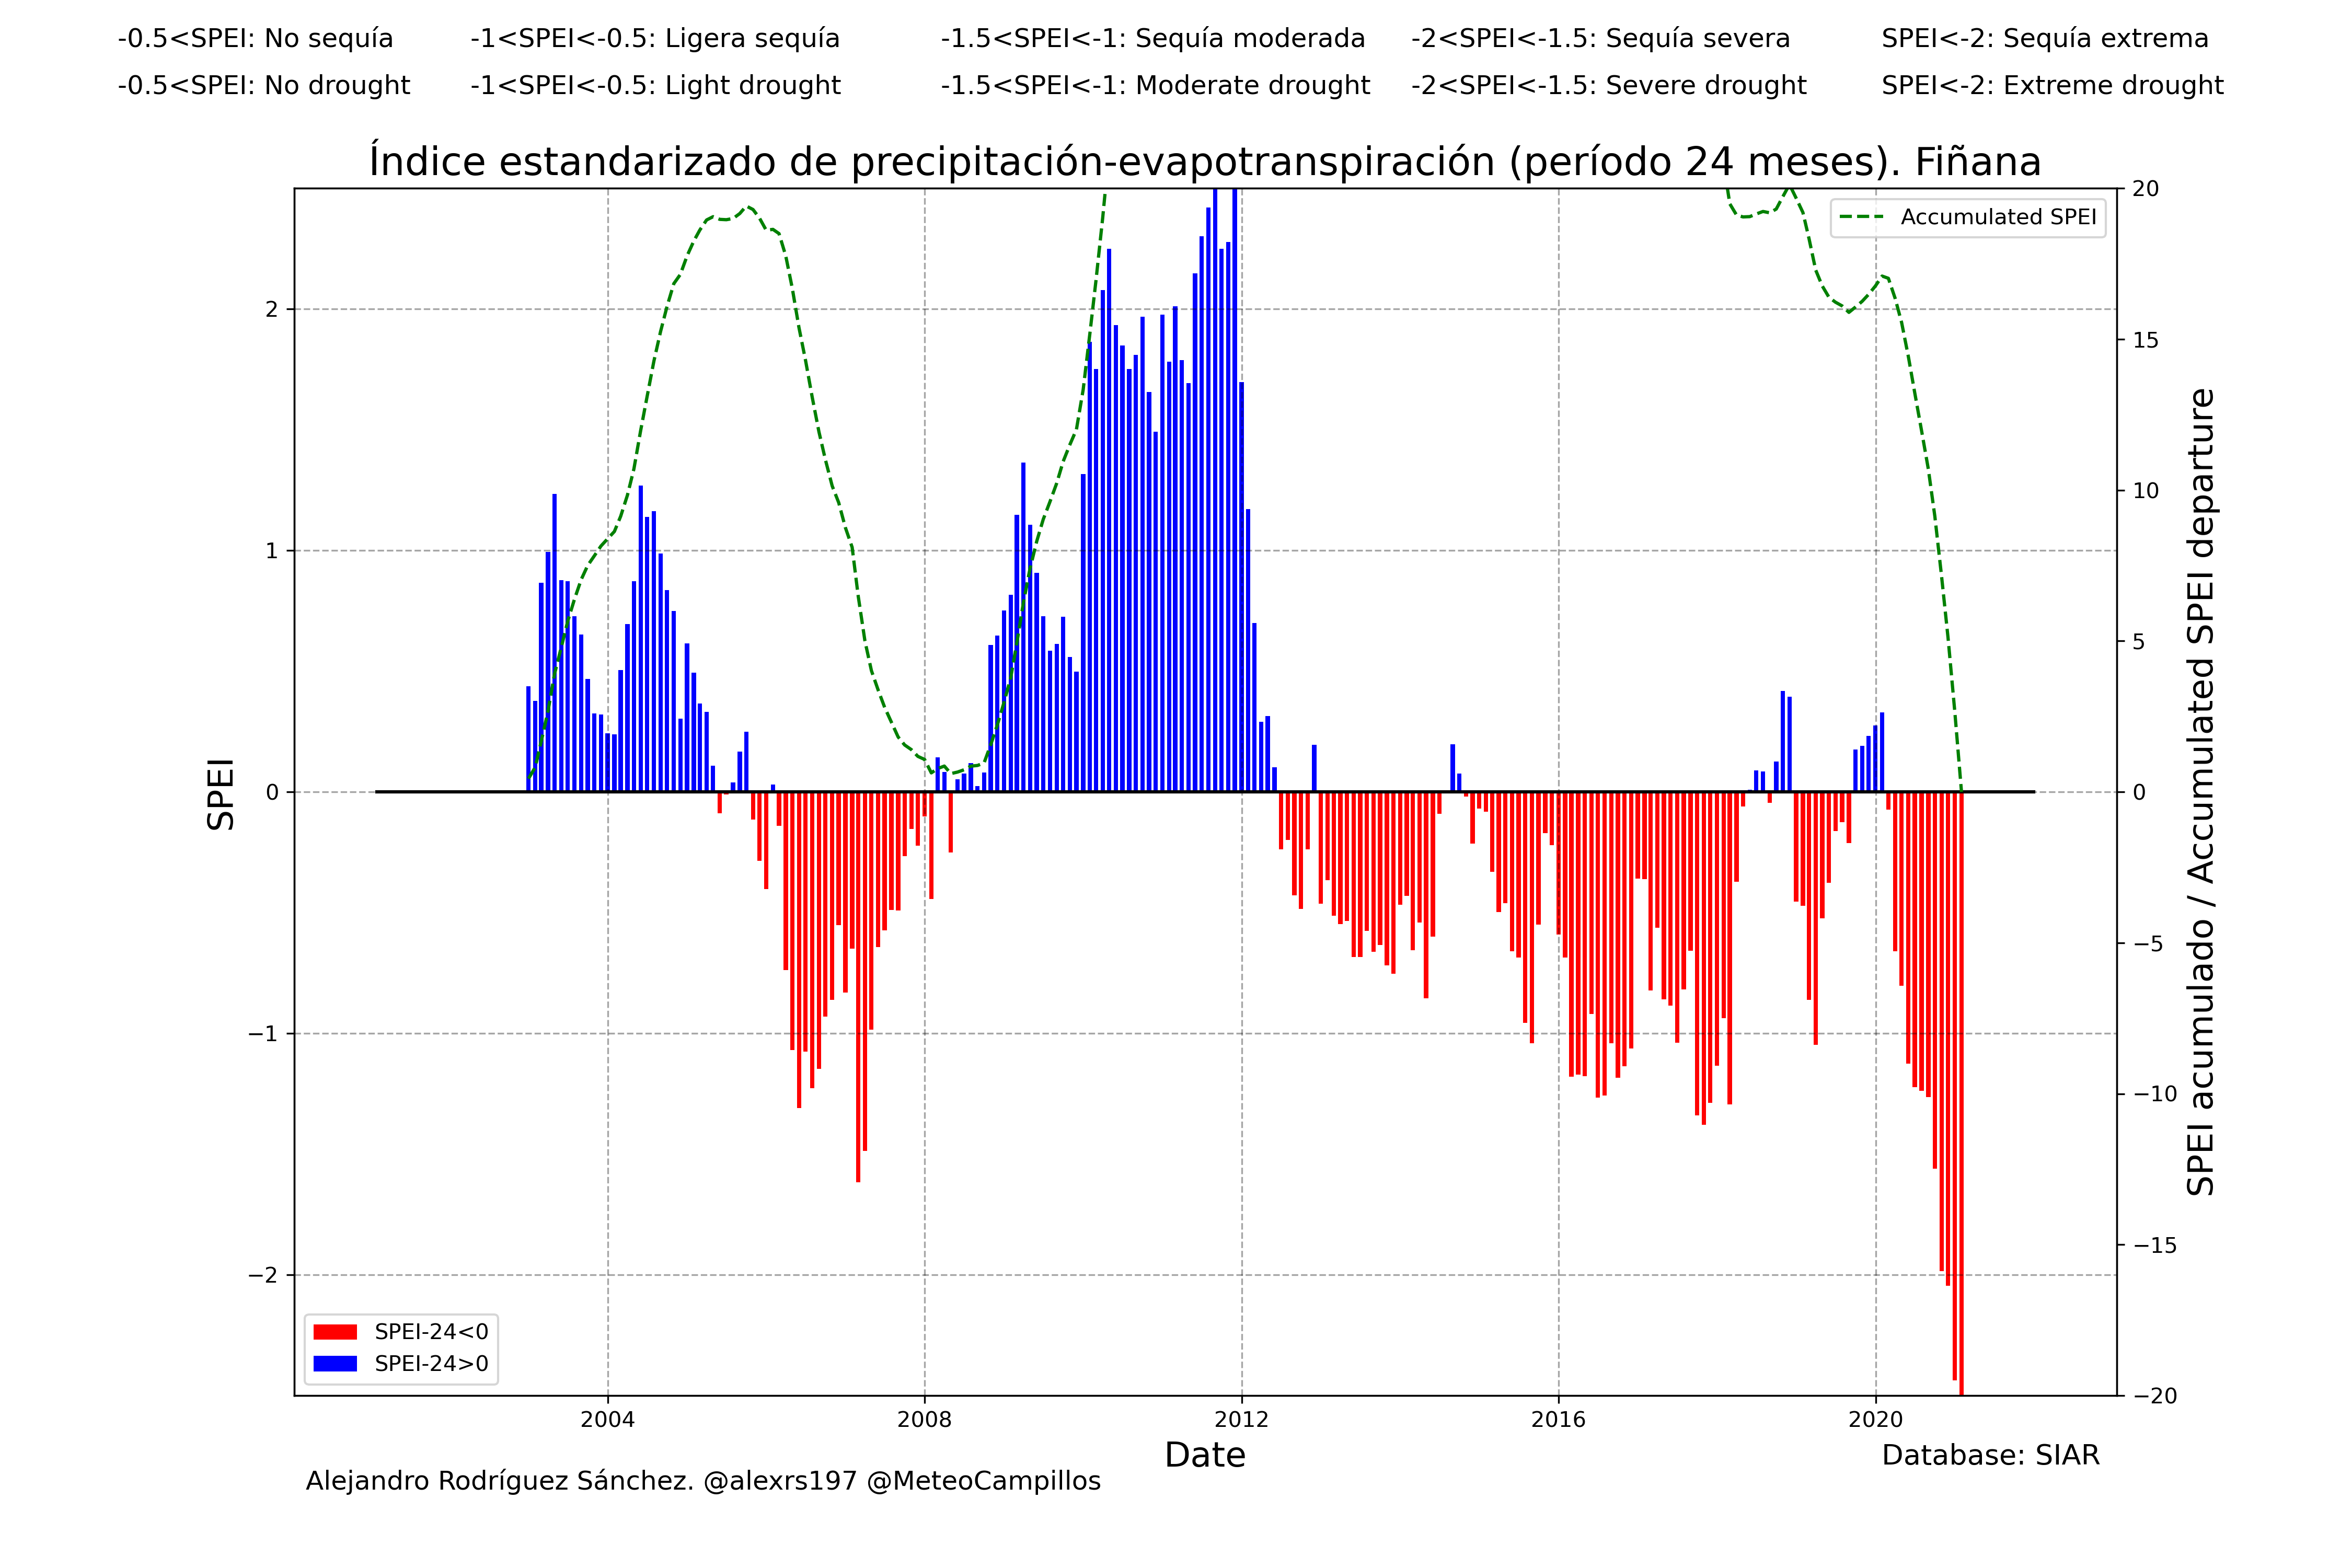 -0.5<SPEI: No sequía -1<SPEI<-0.5: Ligera sequía -1.5<SPEI<-1: Sequía moderada -2<SPEI<-1.5: Sequía severa SPEI<-2: Sequía extrema
-0.5<SPEI: No drought -1<SPEI<-0.5: Light drought -1.5<SPEI<-1: Moderate drought -2<SPEI<-1.5: Severe drought SPEI<-2: Extreme drought
Índice estandarizado de precipitación-evapotranspiración (período 24 meses). Fiñana
SPEI
2
1
0
−1
−2
Accumulated SPEI
20
15
10
5
0
−5
−10
−15
−20
SPEI acumulado / Accumulated SPEI departure
SPEI-24<0
SPEI-24>0
2004 2008 2012 2016 2020
Date
Database: SIAR
Alejandro Rodríguez Sánchez. @alexrs197 @MeteoCampillos